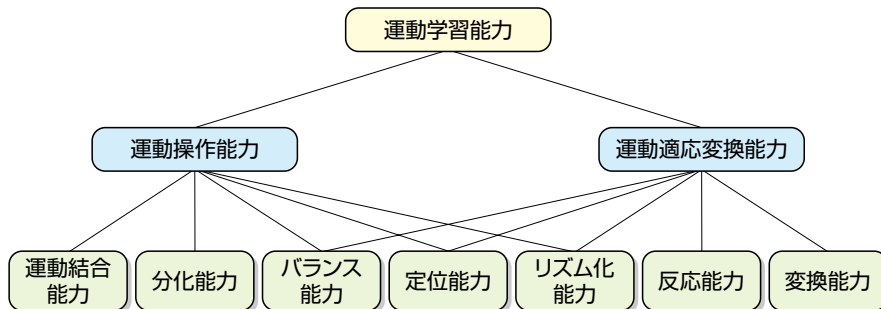 運動学習能力
運動操作能力
運動適応変換能力
運動結合
能力
分化能力
バランス
能力
定位能力
リズム化
能力
反応能力
変換能力